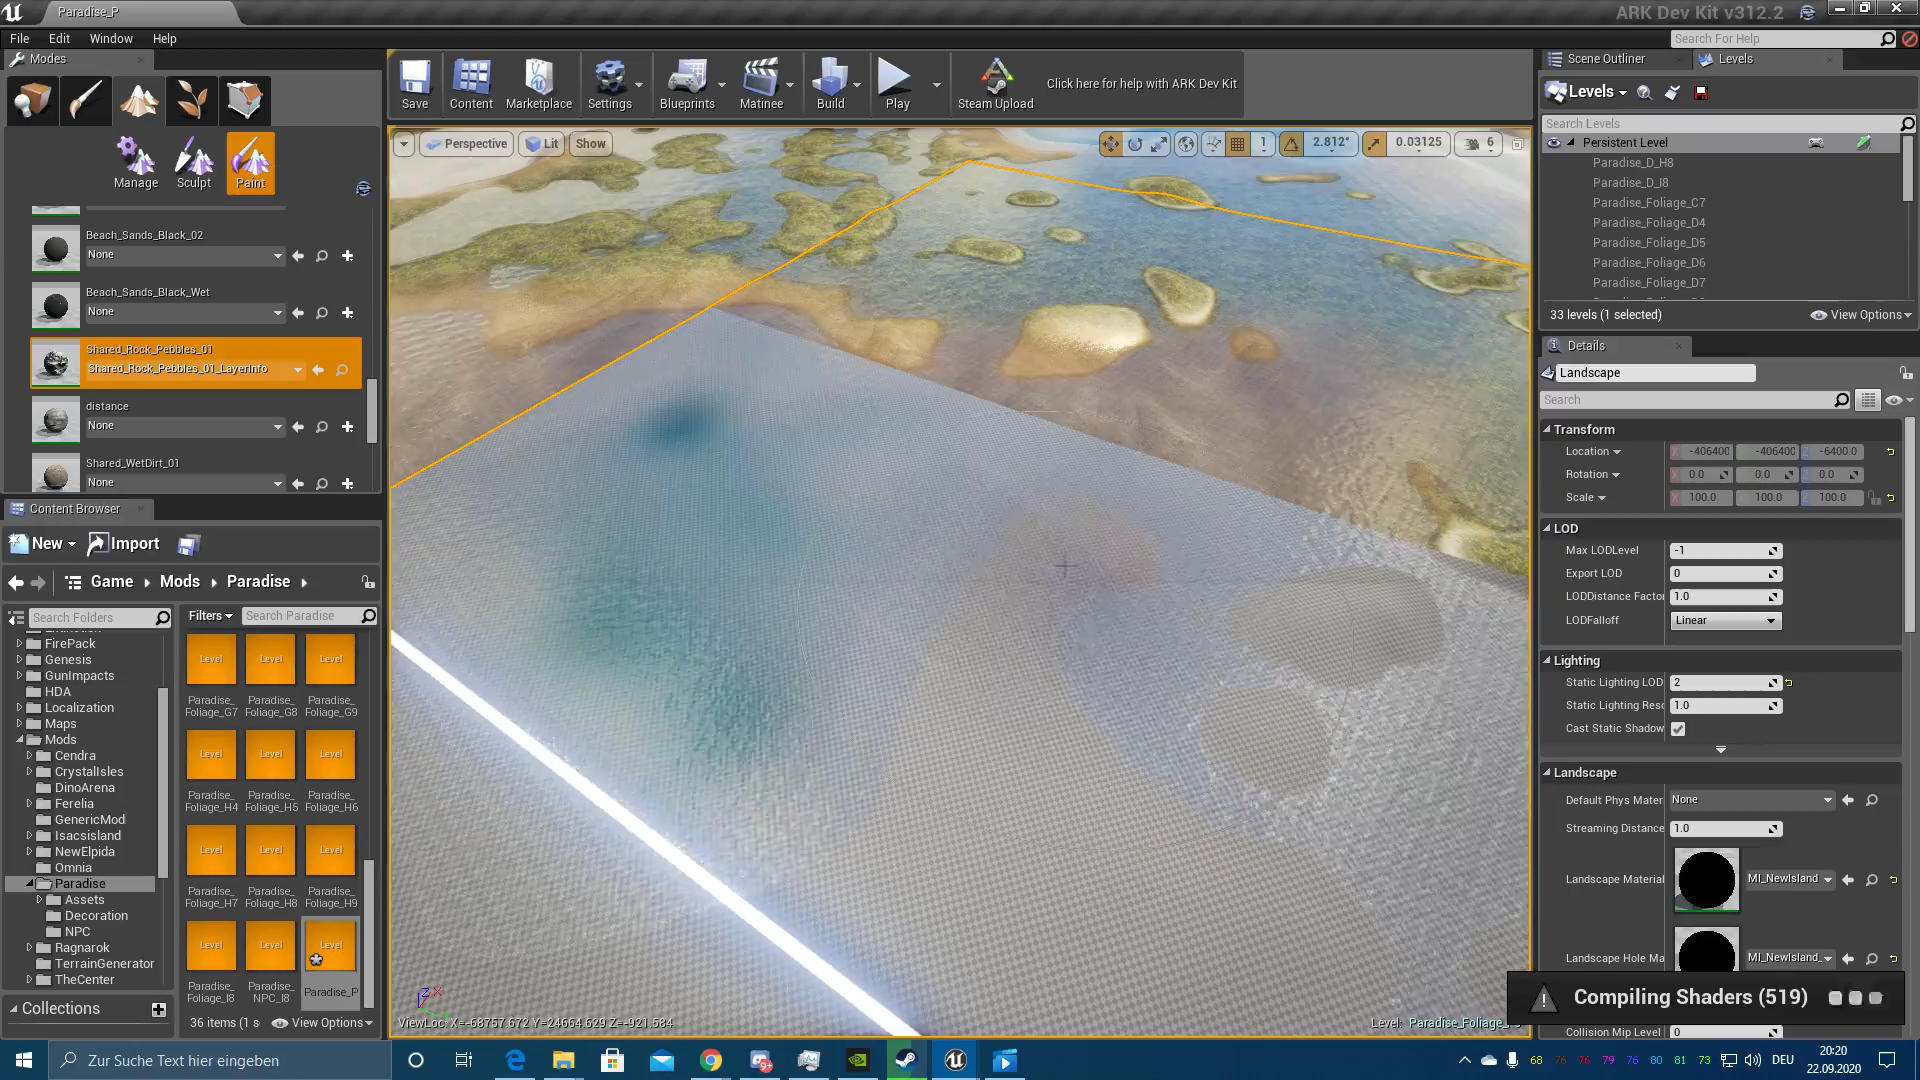 Paradise_P
ARK Dev Kit v312.2
File Edit Window Help
Search For Help
Modes
Save
Content
Marketplace
Settings
Blueprints
Matinee
Build
Play
Steam Upload
Click here for help with ARK Dev Kit
Manage
Sculpt
Paint
Beach_Sands_Black_02
None
Beach_Sands_Black_Wet
None
Shared_Rock_Pebbles_01
Shared_Rock_Pebbles_01_LayerInfo
distance
None
Shared_WetDirt_01
None
Perspective
Lit
Show
1
2.812°
0.03125
6
ViewLoc: X=-68757.672 Y=24664.629 Z=-921.584
Level: Paradise_Foliage_
Scene Outliner
Levels
Levels
Search Levels
Persistent Level
Paradise_D_H8
Paradise_D_I8
Paradise_Foliage_C7
Paradise_Foliage_D4
Paradise_Foliage_D5
Paradise_Foliage_D6
Paradise_Foliage_D7
33 levels (1 selected)
View Options
Details
Landscape
Search
Transform
Location X -406400 -406400 Z -6400.0
Rotation X 0.0 Y 0.0 Z 0.0
Scale X 100.0 100.0 Z 100.0
LOD
Max LODLevel -1
Export LOD 0
LODDistance Facto 1.0
LODFalloff Linear
Lighting
Static Lighting LOD 2
Static Lighting Reso 1.0
Cast Static Shadow
Landscape
Default Phys Mater None
Streaming Distance 1.0
Landscape Material MI_NewIsland
Landscape Hole Ma MI_NewIsland_
Compiling Shaders (519)
Collision Mip Level 0
Content Browser
New
Import
Game Mods Paradise
Search Folders
Filters
Search Paradise
FirePack
Genesis
GunImpacts
HDA
Localization
Maps
Mods
Cendra
CrystalIsles
DinoArena
Ferelia
GenericMod
Isacsisland
NewElpida
Omnia
Paradise
Assets
Decoration
NPC
Ragnarok
TerrainGenerator
TheCenter
Collections
Level Level Level
Paradise_ Paradise_ Paradise_
Foliage_G7 Foliage_G8 Foliage_G9
Level Level Level
Paradise_ Paradise_ Paradise_
Foliage_H4 Foliage_H5 Foliage_H6
Level Level Level
Paradise_ Paradise_ Paradise_
Foliage_H7 Foliage_H8 Foliage_H9
Level Level Level
Paradise_ Paradise_ Paradise_P
Foliage_I8 NPC_I8
36 items (1 s
View Options
Zur Suche Text hier eingeben
68 76 76 79 76 80 81 73
DEU
20:20
22.09.2020